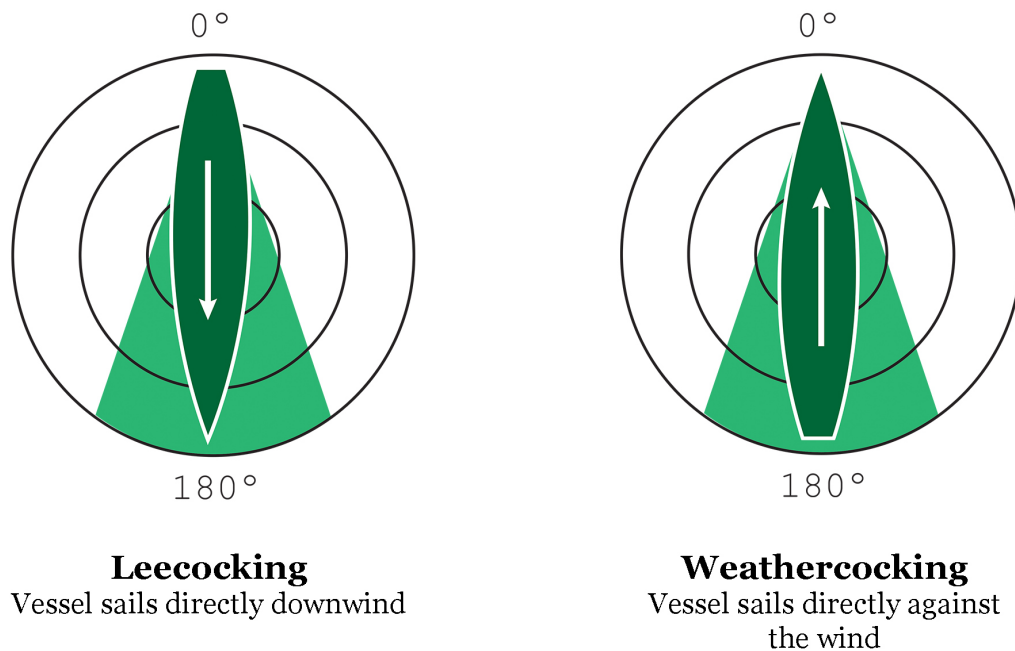 0°
180°
Leecocking
Vessel sails directly downwind
0°
180°
Weathercocking
Vessel sails directly against
the wind